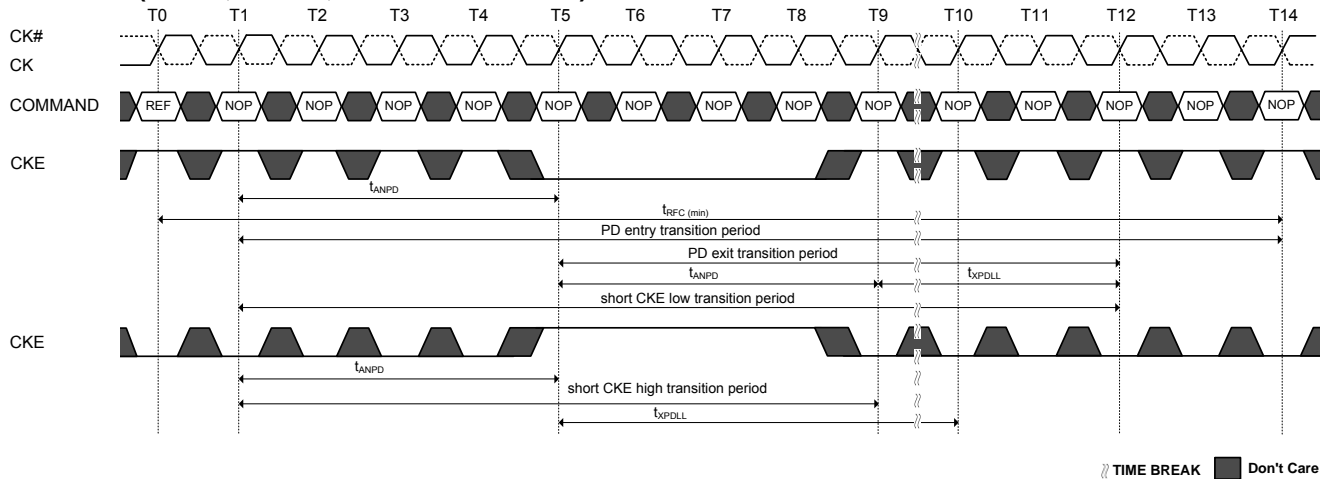 T0 T1 T2 T3 T4 T5 T6 T7 T8 T9 T10 T11 T12 T13 T14
CK#
CK
COMMAND REF NOP NOP NOP NOP NOP NOP NOP NOP NOP NOP NOP NOP NOP NOP
CKE
tANPD
tRFC (min)
PD entry transition period
PD exit transition period
tANPD tXPDLL
short CKE low transition period
CKE
tANPD
short CKE high transition period
tXPDLL
TIME BREAK Don't Care